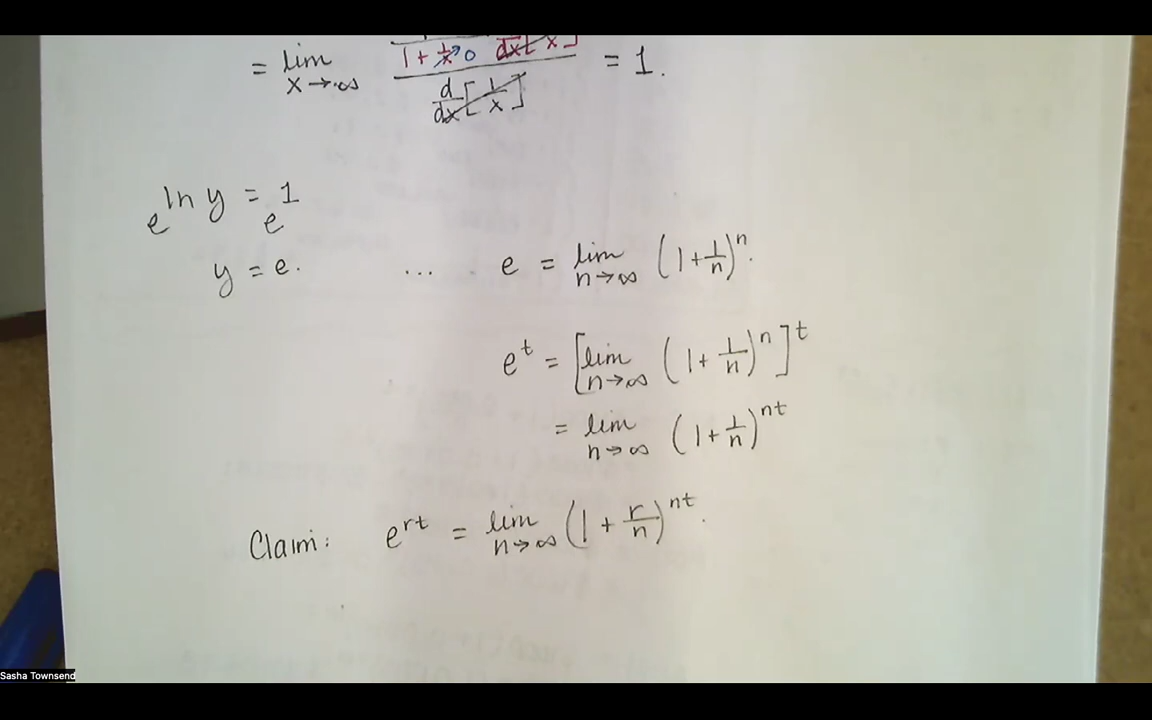 1 + 1/x → 0 d/dx [1/x]
= lim x→∞ d/dx [1/x] = 1.
e^ln y = e^1
y = e. ... e = lim n→∞ (1 + 1/n)^n.
e^t = [lim n→∞ (1 + 1/n)^n]^t
= lim n→∞ (1 + 1/n)^nt
Claim: e^rt = lim n→∞ (1 + r/n)^nt.
Sasha Townsend